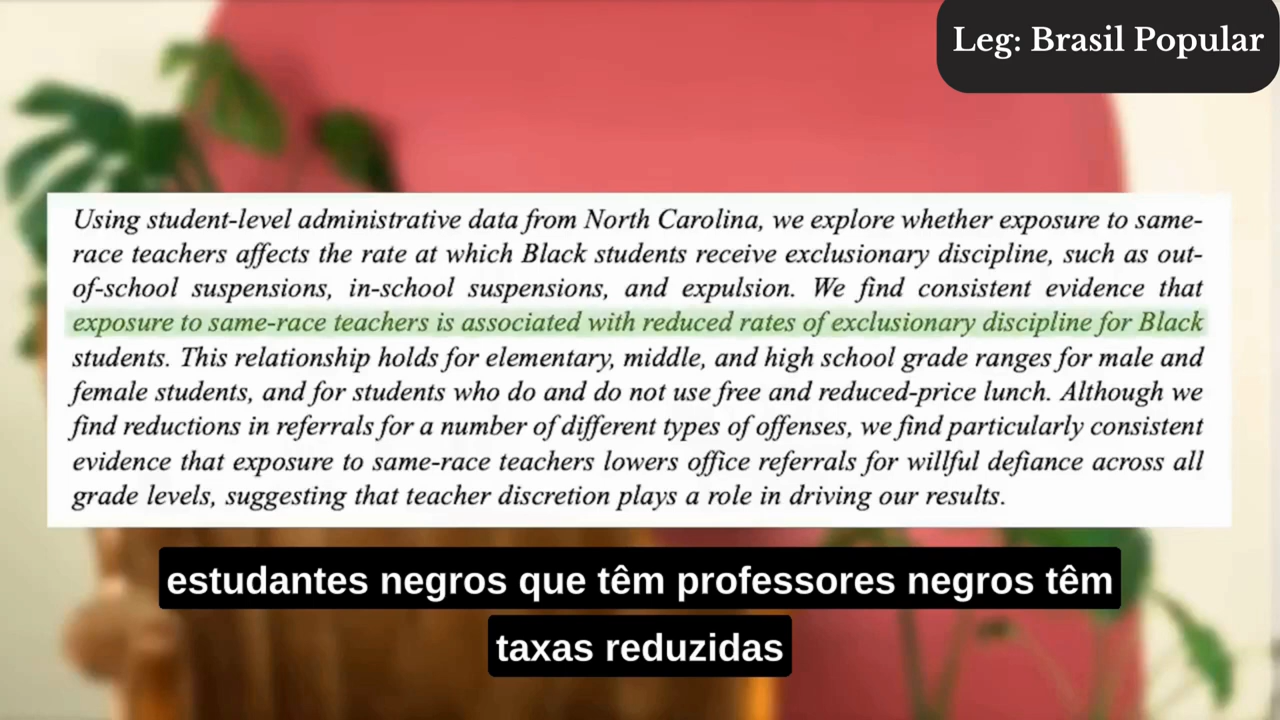 Leg: Brasil Popular
Using student-level administrative data from North Carolina, we explore whether exposure to same-
race teachers affects the rate at which Black students receive exclusionary discipline, such as out-
of-school suspensions, in-school suspensions, and expulsion. We find consistent evidence that
exposure to same-race teachers is associated with reduced rates of exclusionary discipline for Black
students. This relationship holds for elementary, middle, and high school grade ranges for male and
female students, and for students who do and do not use free and reduced-price lunch. Although we
find reductions in referrals for a number of different types of offenses, we find particularly consistent
evidence that exposure to same-race teachers lowers office referrals for willful defiance across all
grade levels, suggesting that teacher discretion plays a role in driving our results.
estudantes negros que têm professores negros têm
taxas reduzidas